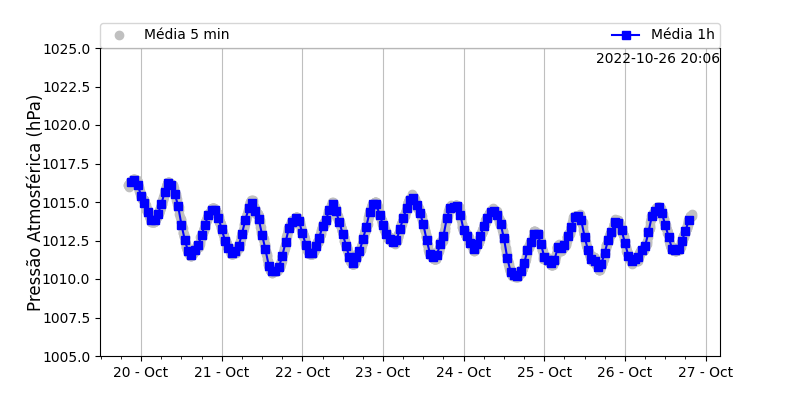 Média 5 min
Média 1h
2022-10-26 20:06
Pressão Atmosférica (hPa)
1025.0
1022.5
1020.0
1017.5
1015.0
1012.5
1010.0
1007.5
1005.0
20 - Oct
21 - Oct
22 - Oct
23 - Oct
24 - Oct
25 - Oct
26 - Oct
27 - Oct